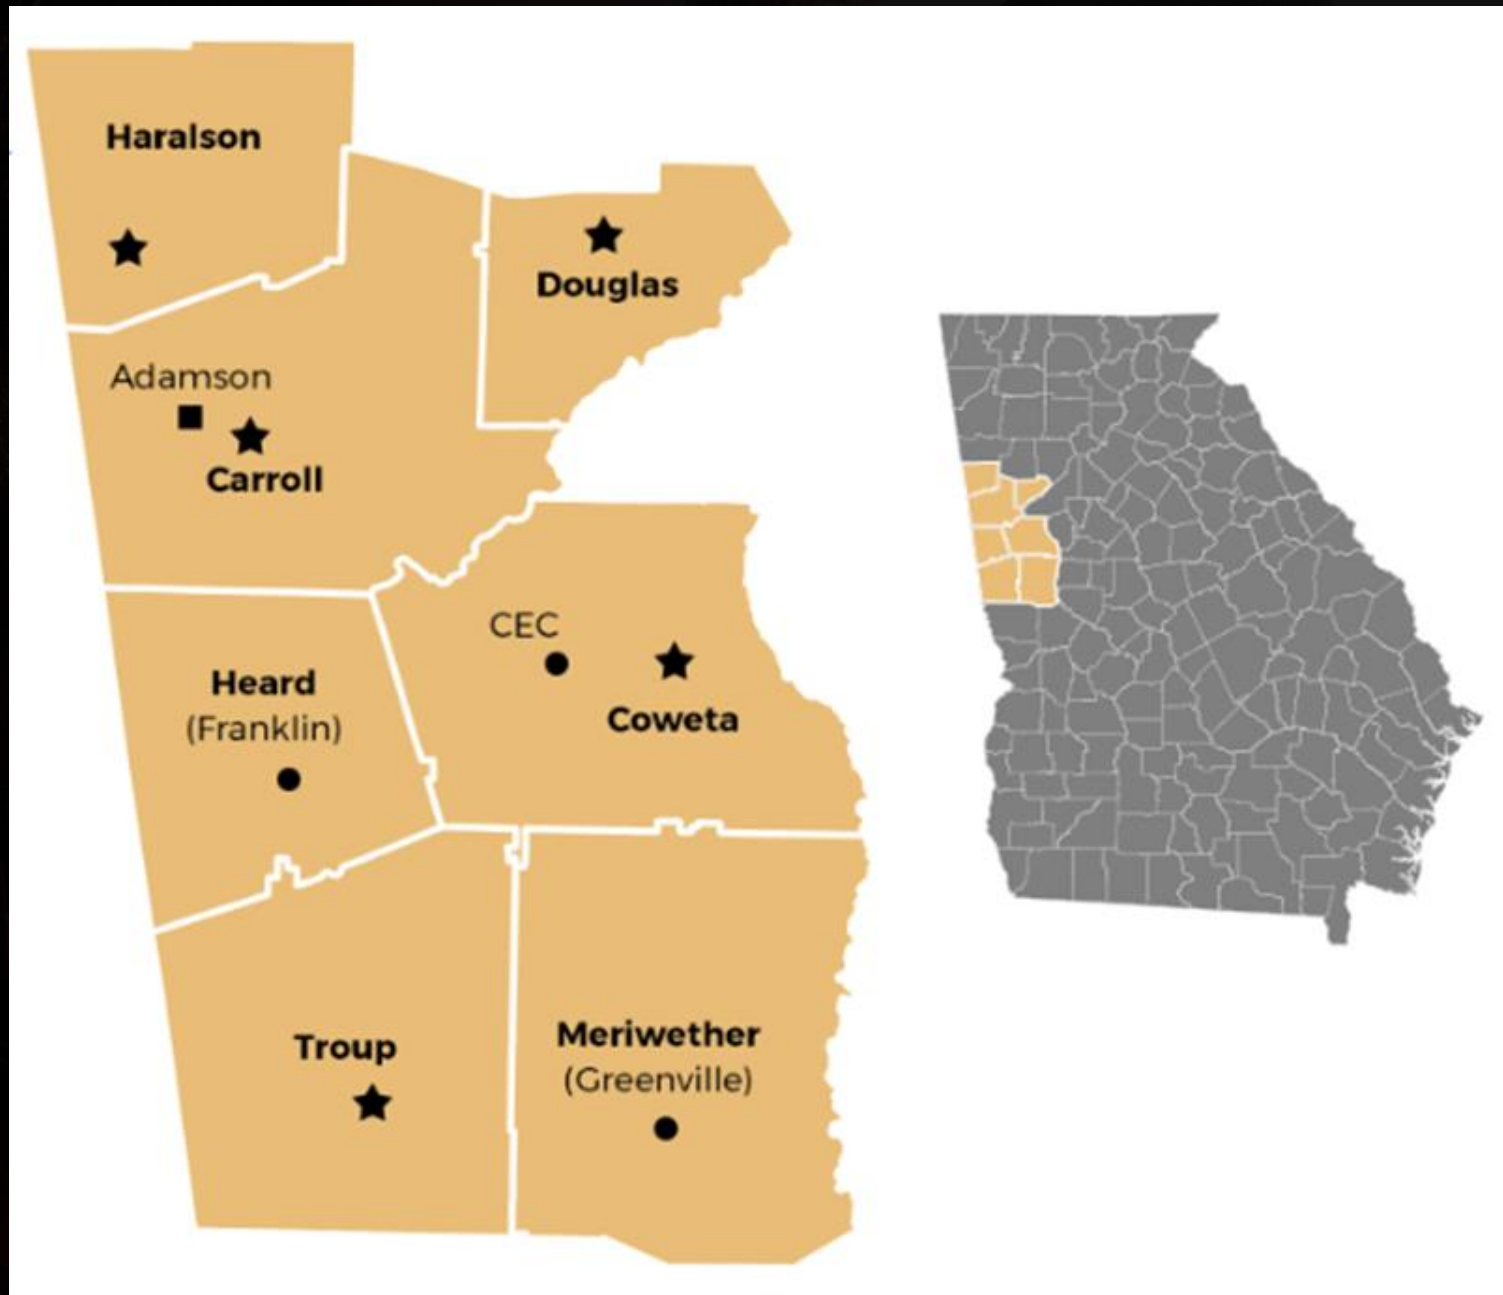 Haralson
Douglas
Adamson
Carroll
CEC
Heard
(Franklin)
Coweta
Troup
Meriwether
(Greenville)